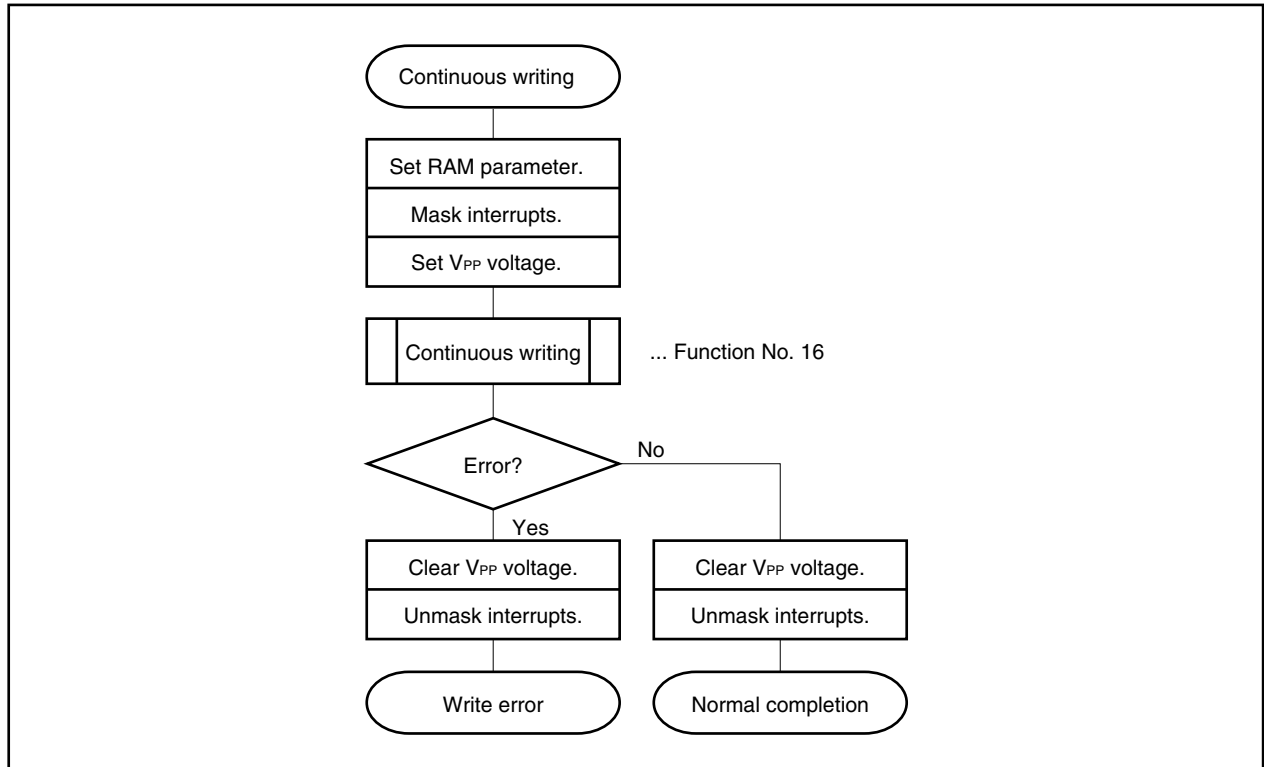 Continuous writing
Set RAM parameter.
Mask interrupts.
Set VPP voltage.
Continuous writing
... Function No. 16
Error?
No
Yes
Clear VPP voltage.
Clear VPP voltage.
Unmask interrupts.
Unmask interrupts.
Write error
Normal completion